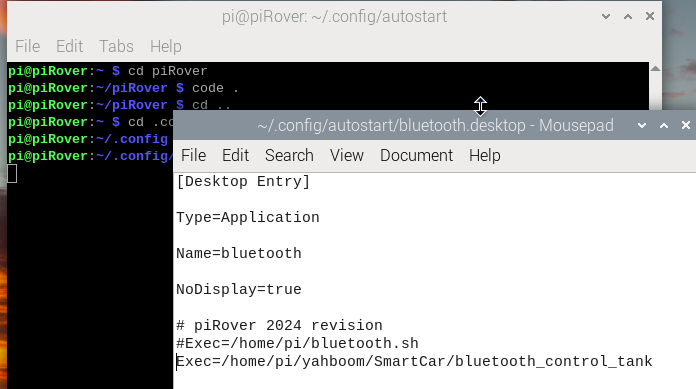 pi@piRover: ~/.config/autostart
File Edit Tabs Help
pi@piRover:~ $ cd piRover
pi@piRover:~/piRover $ code .
pi@piRover:~/piRover $ cd ..
pi@piRover:~ $ cd .co
pi@piRover:~/.config
pi@piRover:~/.config/
~/.config/autostart/bluetooth.desktop - Mousepad
File Edit Search View Document Help
[Desktop Entry]
Type=Application
Name=bluetooth
NoDisplay=true
# piRover 2024 revision
#Exec=/home/pi/bluetooth.sh
Exec=/home/pi/yahboom/SmartCar/bluetooth_control_tank